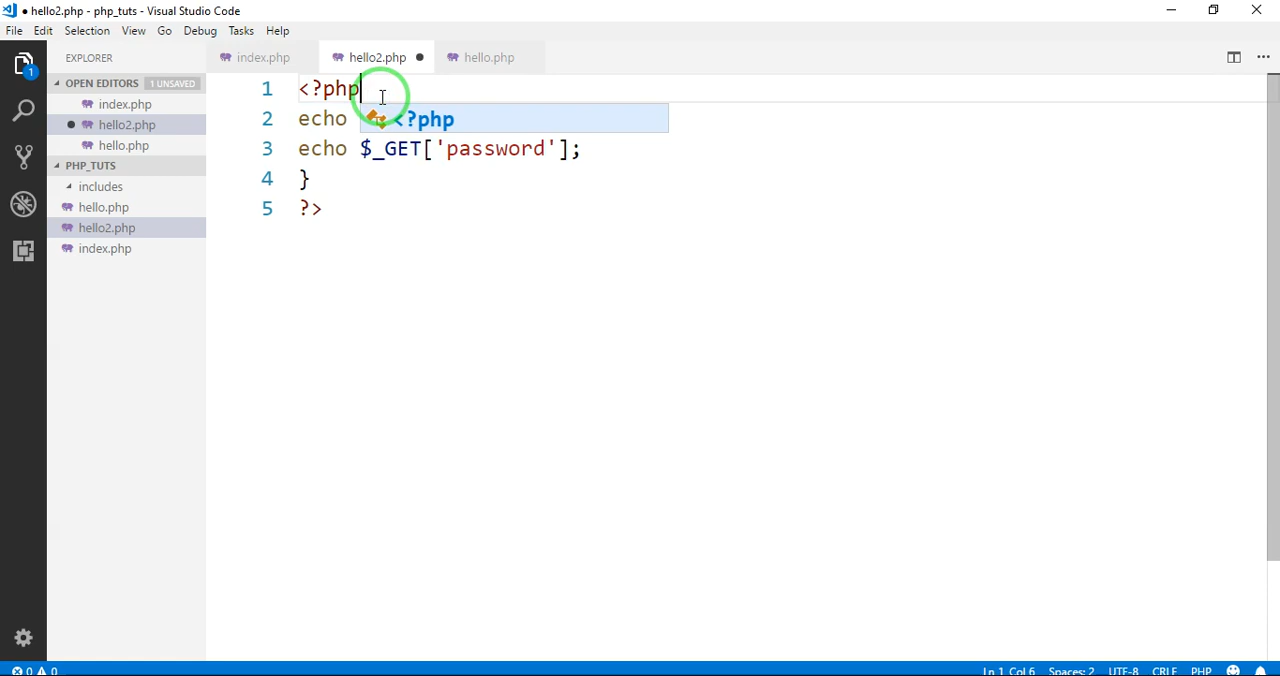 ● hello2.php - php_tuts - Visual Studio Code
File Edit Selection View Go Debug Tasks Help
EXPLORER
index.php hello2.php ● hello.php
OPEN EDITORS 1 UNSAVED
index.php
● hello2.php
hello.php
PHP_TUTS
includes
hello.php
hello2.php
index.php
1
1 <?php
2 echo <?php
3 echo $_GET['password'];
4 }
5 ?>
0 0 Ln 1, Col 6 Spaces: 2 UTF-8 CRLF PHP